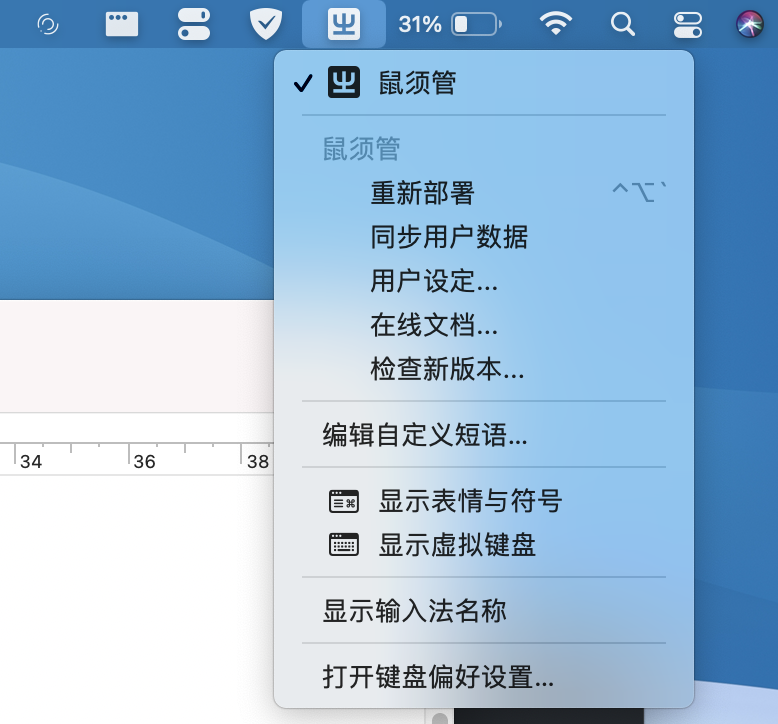 31%
鼠须管
鼠须管
重新部署 ⌃⌥`
同步用户数据
用户设定...
在线文档...
检查新版本...
编辑自定义短语...
显示表情与符号
显示虚拟键盘
显示输入法名称
打开键盘偏好设置...
34 36 38